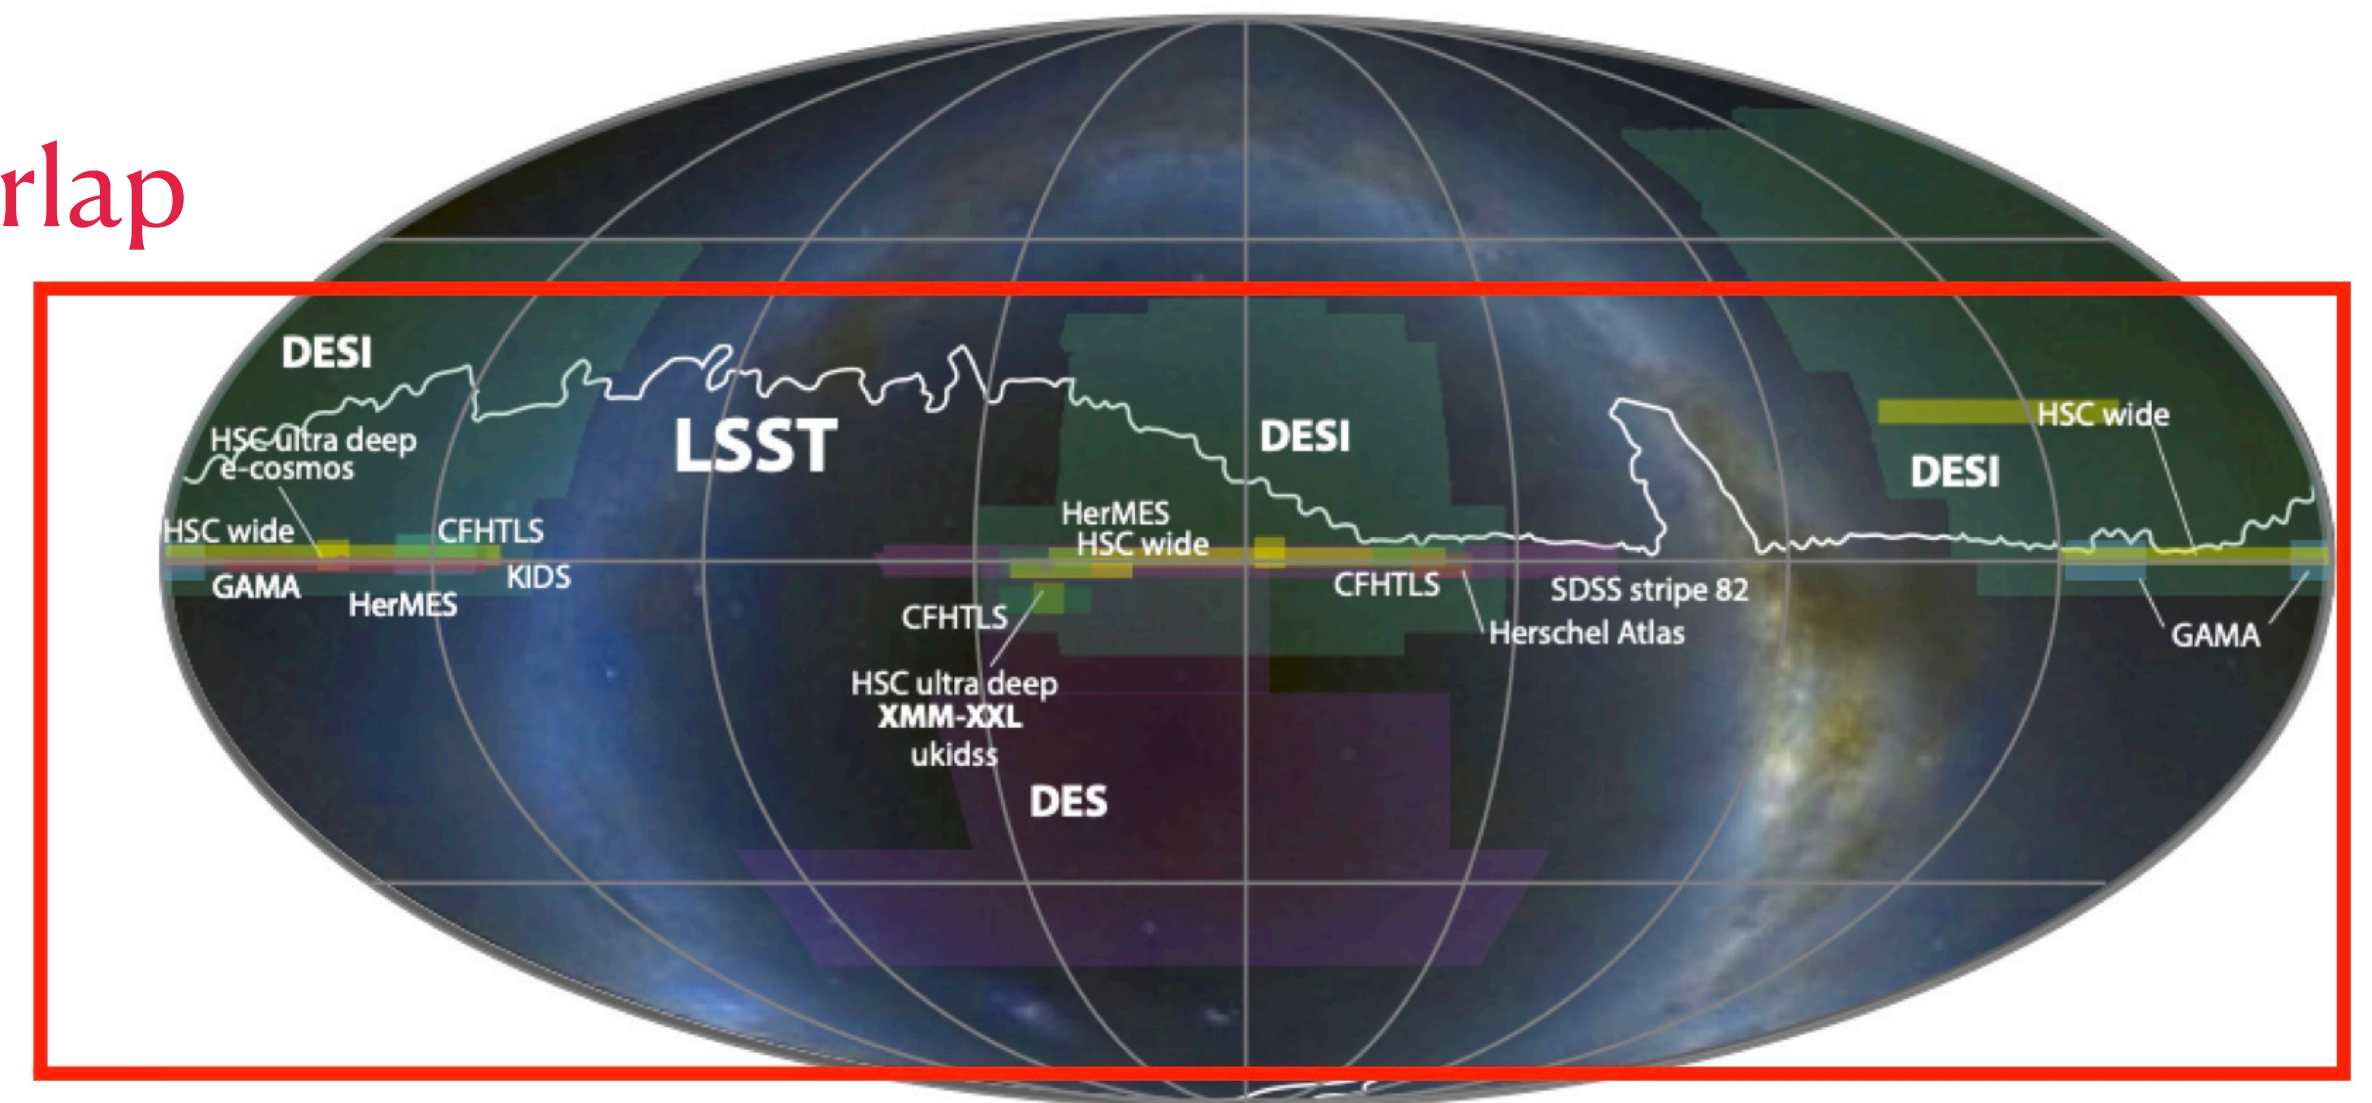 rlap
DESI
LSST
HSC ultra deep
e-cosmos
HSC wide
CFHTLS
GAMA
KIDS
HerMES
DESI
HerMES
HSC wide
CFHTLS
CFHTLS
SDSS stripe 82
Herschel Atlas
HSC ultra deep
XMM-XXL
ukidss
DES
HSC wide
DESI
GAMA